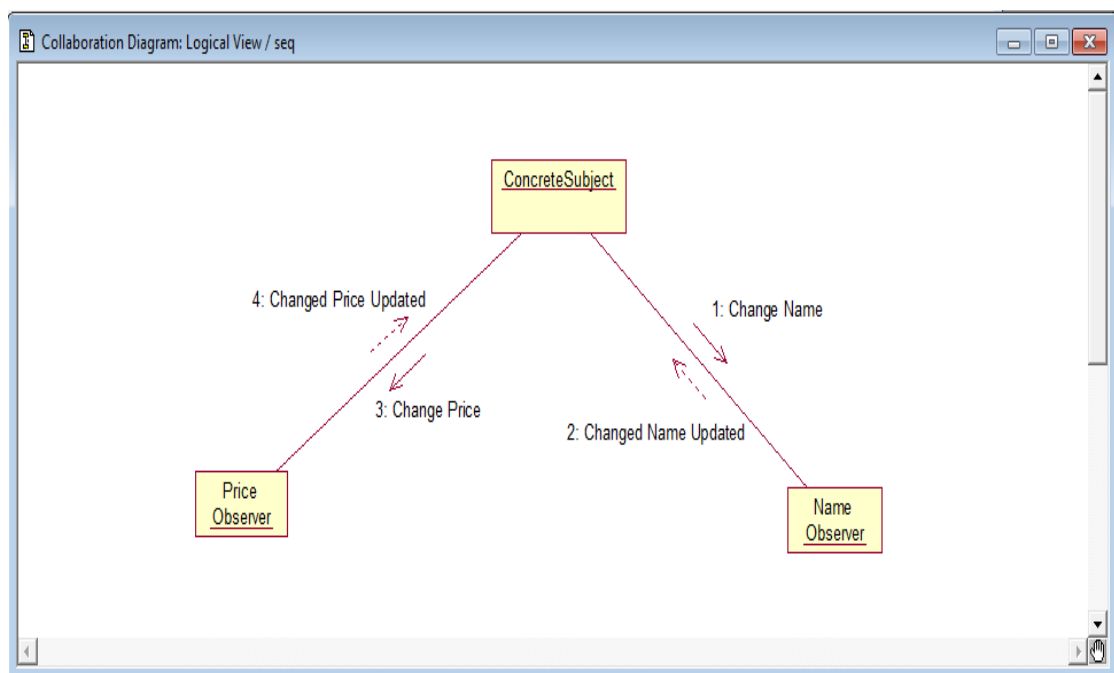 Collaboration Diagram: Logical View / seq
ConcreteSubject
4: Changed Price Updated
1: Change Name
3: Change Price
2: Changed Name Updated
Price
Observer
Name
Observer